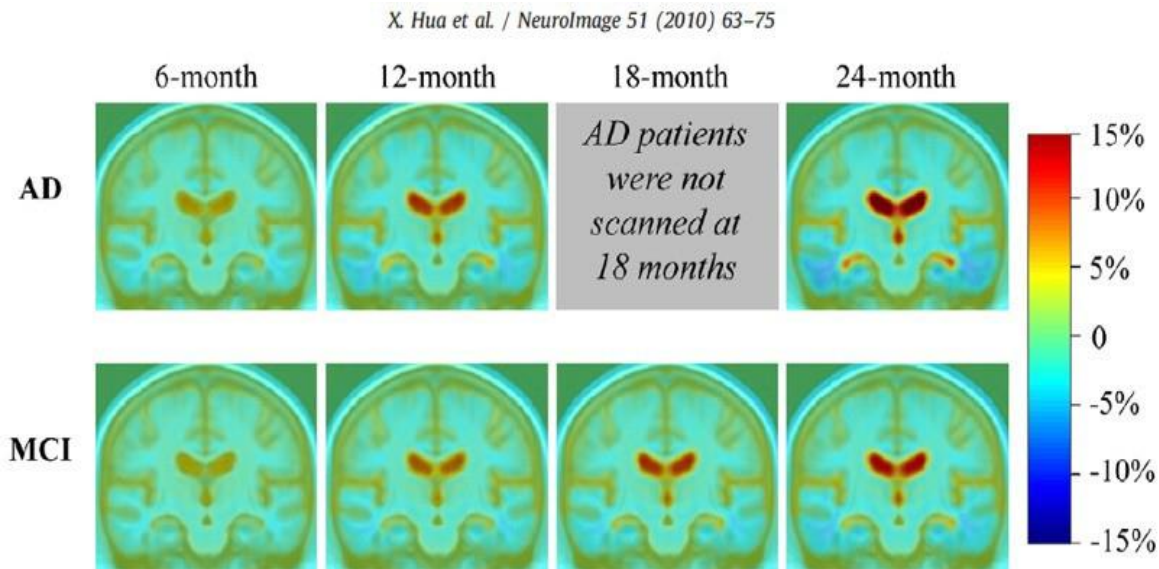 X. Hua et al. / NeuroImage 51 (2010) 63–75
6-month 12-month 18-month 24-month
AD
AD patients
were not
scanned at
18 months
MCI
15%
10%
5%
0
-5%
-10%
-15%